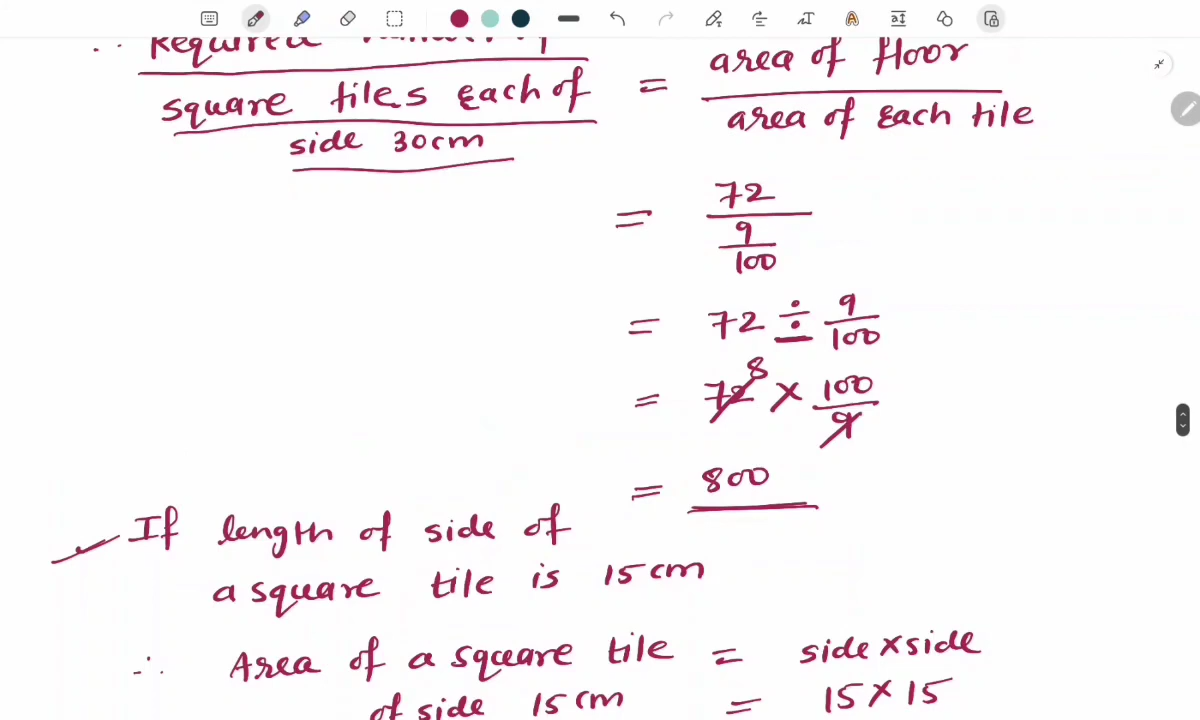 ∴ Required
square tiles each of = area of floor / area of each tile
side 30cm
= 72 / (9/100)
= 72 ÷ 9/100
= 72 8 × 100/9
= 800
If length of side of
a square tile is 15cm
∴ Area of a square tile = side×side
of side 15cm = 15×15